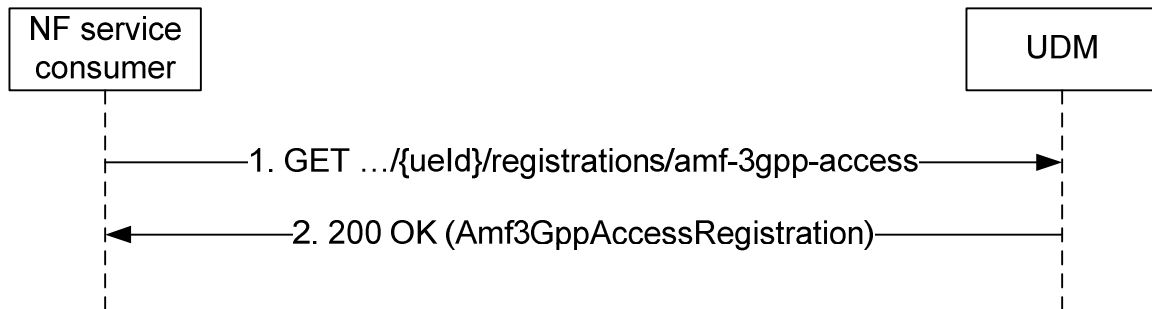 NF service
consumer
UDM
1. GET …/{ueId}/registrations/amf-3gpp-access
2. 200 OK (Amf3GppAccessRegistration)